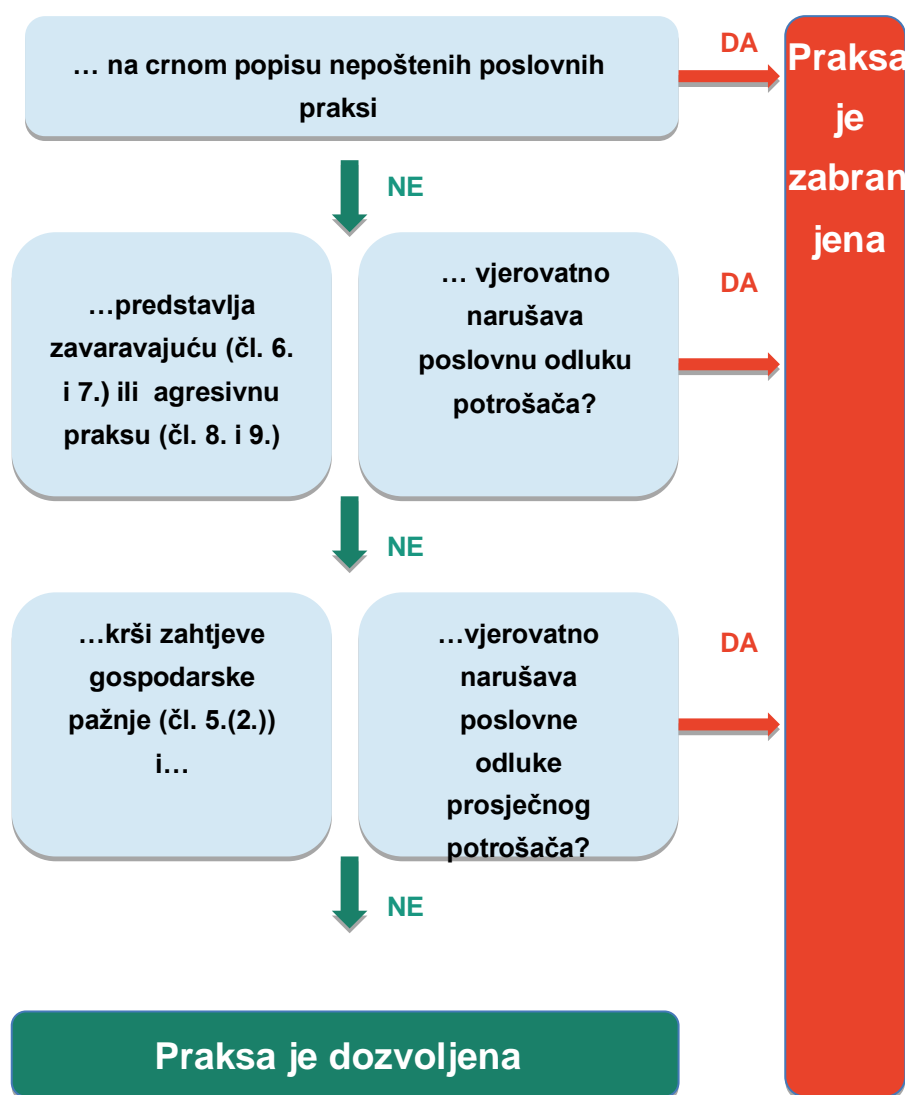 … na crnom popisu nepoštenih poslovnih
praksi
DA
Praksa
je
zabran
jena
NE
…predstavlja
zavaravajuću (čl. 6.
i 7.) ili agresivnu
praksu (čl. 8. i 9.)
… vjerovatno
narušava
poslovnu odluku
potrošača?
DA
NE
…krši zahtjeve
gospodarske
pažnje (čl. 5.(2.))
i…
…vjerovatno
narušava
poslovne
odluke
prosječnog
potrošača?
DA
NE
Praksa je dozvoljena